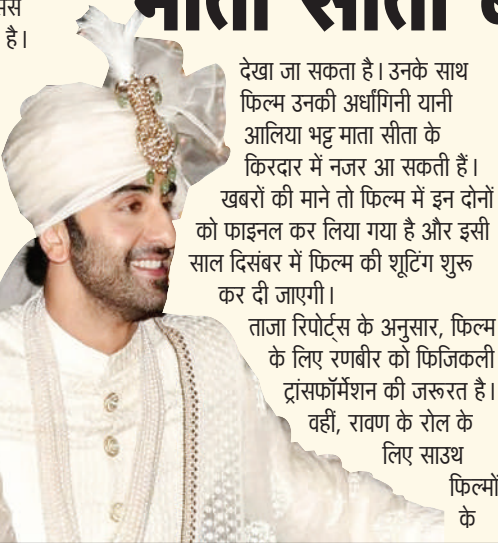 माता सीता
है।
देखा जा सकता है। उनके साथ
फिल्म उनकी अर्धांगिनी यानी
आलिया भट्ट माता सीता के
किरदार में नजर आ सकती हैं।
खबरों की माने तो फिल्म में इन दोनों
को फाइनल कर लिया गया है और इसी
साल दिसंबर में फिल्म की शूटिंग शुरू
कर दी जाएगी।
ताजा रिपोर्ट्स के अनुसार, फिल्म
के लिए रणबीर को फिजिकली
ट्रांसफॉर्मेशन की जरूरत है।
वहीं, रावण के रोल के
लिए साउथ
फिल्मों
के